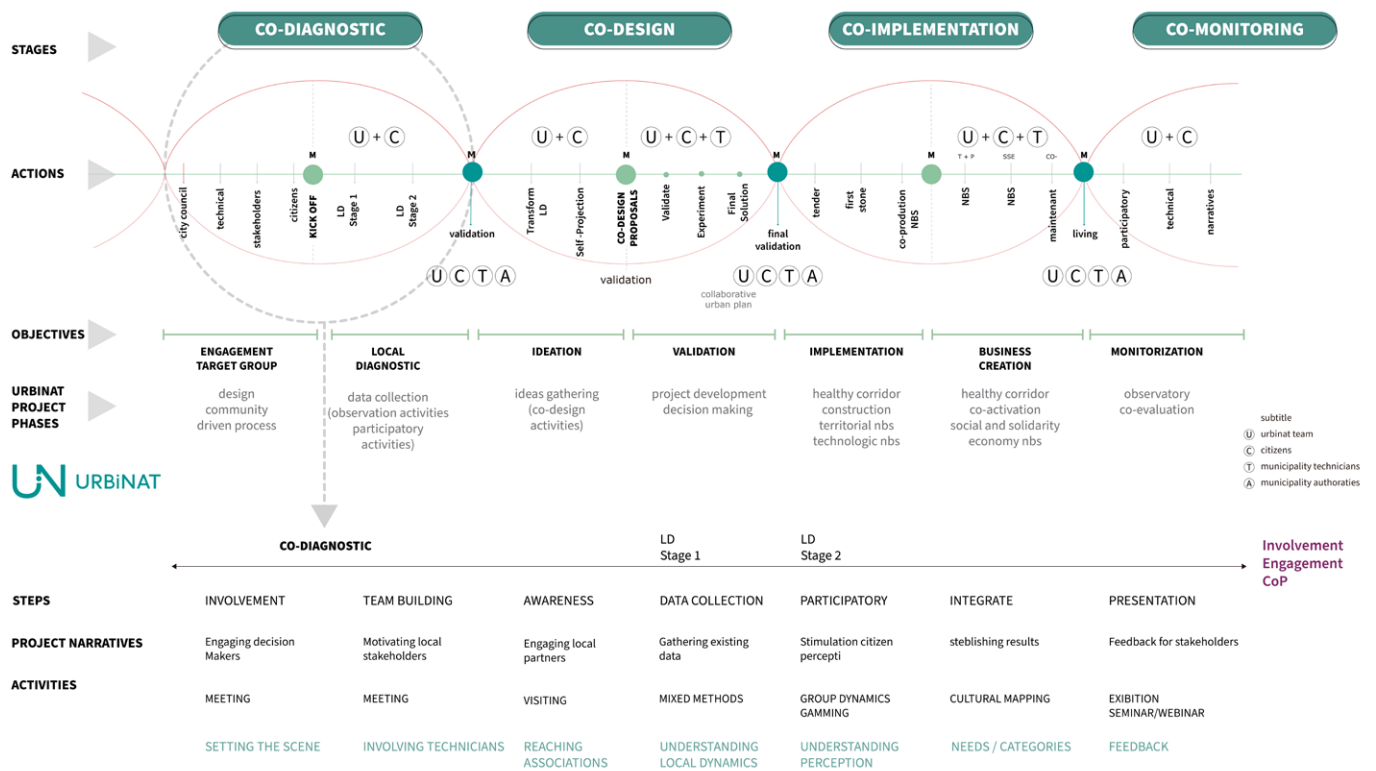 CO-DIAGNOSTIC
CO-DESIGN
CO-IMPLEMENTATION
CO-MONITORING
STAGES
U + C
U + C
U + C + T
U + C + T
U + C
M
M
M
M
M
M
T + P
SSE
CO-
ACTIONS
city council
technical
stakeholders
citizens
KICK OFF
LD
Stage 1
LD
Stage 2
validation
Transform
LD
Self -Projection
CO-DESIGN
PROPOSALS
Validate
Experiment
Final
Solution
final
validation
tender
first
stone
co-production
NBS
NBS
NBS
maintenant
living
participatory
technical
narratives
U C T A
validation
U C T A
U C T A
collaborative
urban plan
OBJECTIVES
ENGAGEMENT
TARGET GROUP
LOCAL
DIAGNOSTIC
IDEATION
VALIDATION
IMPLEMENTATION
BUSINESS
CREATION
MONITORIZATION
URBINAT
PROJECT
PHASES
design
community
driven process
data collection
(observation activities
participatory
activities)
ideas gathering
(co-design
activities)
project development
decision making
healthy corridor
construction
territorial nbs
technologic nbs
healthy corridor
co-activation
social and solidarity
economy nbs
observatory
co-evaluation
subtitle
U urbinat team
C citizens
T municipality technicians
A municipality authoraties
UN URBiNAT
CO-DIAGNOSTIC
LD
Stage 1
LD
Stage 2
Involvement
Engagement
CoP
STEPS
INVOLVEMENT
TEAM BUILDING
AWARENESS
DATA COLLECTION
PARTICIPATORY
INTEGRATE
PRESENTATION
PROJECT NARRATIVES
Engaging decision
Makers
Motivating local
stakeholders
Engaging local
partners
Gathering existing
data
Stimulation citizen
percepti
steblishing results
Feedback for stakeholders
ACTIVITIES
MEETING
MEETING
VISITING
MIXED METHODS
GROUP DYNAMICS
GAMMING
CULTURAL MAPPING
EXIBITION
SEMINAR/WEBINAR
SETTING THE SCENE
INVOLVING TECHNICIANS
REACHING
ASSOCIATIONS
UNDERSTANDING
LOCAL DYNAMICS
UNDERSTANDING
PERCEPTION
NEEDS / CATEGORIES
FEEDBACK